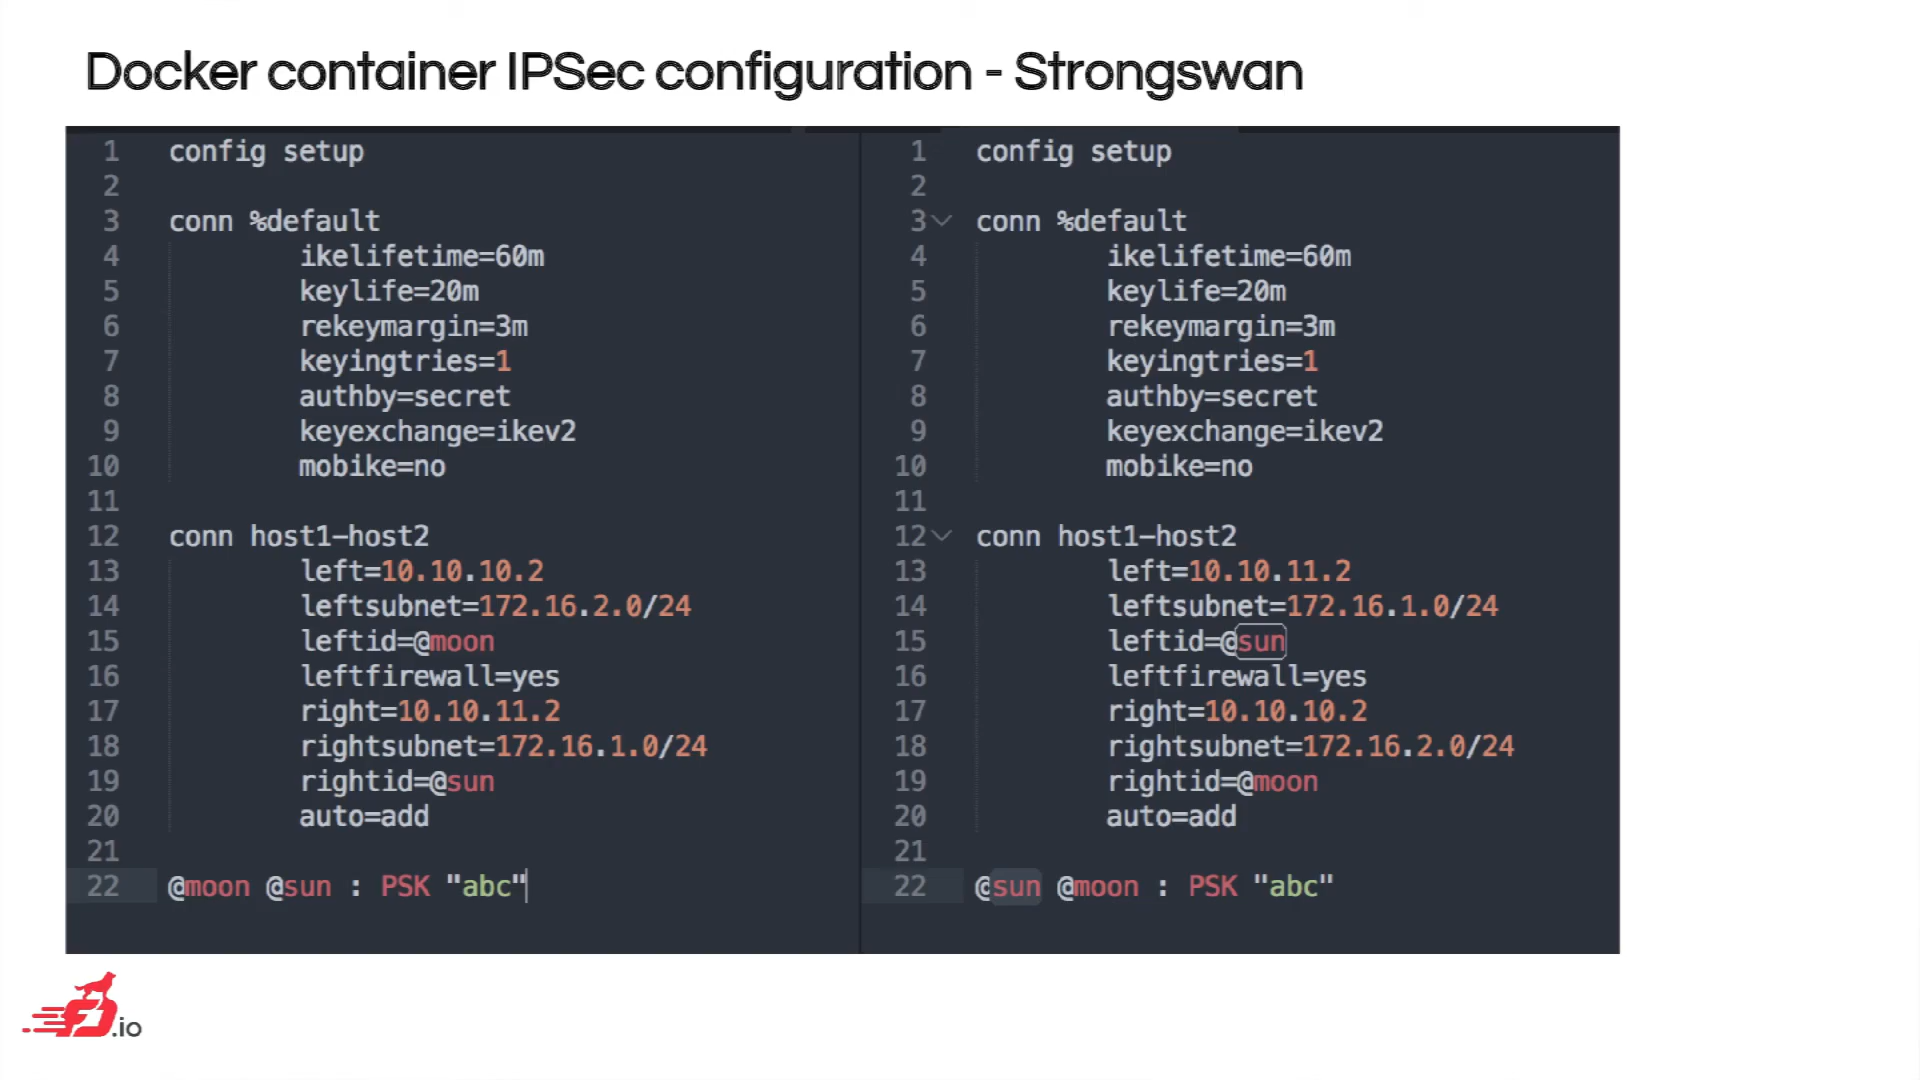 Docker container IPSec configuration - Strongswan
1 config setup
2
3 conn %default
4 ikelifetime=60m
5 keylife=20m
6 rekeymargin=3m
7 keyingtries=1
8 authby=secret
9 keyexchange=ikev2
10 mobike=no
11
12 conn host1-host2
13 left=10.10.10.2
14 leftsubnet=172.16.2.0/24
15 leftid=@moon
16 leftfirewall=yes
17 right=10.10.11.2
18 rightsubnet=172.16.1.0/24
19 rightid=@sun
20 auto=add
21
22 @moon @sun : PSK "abc"
1 config setup
2
3 conn %default
4 ikelifetime=60m
5 keylife=20m
6 rekeymargin=3m
7 keyingtries=1
8 authby=secret
9 keyexchange=ikev2
10 mobike=no
11
12 conn host1-host2
13 left=10.10.11.2
14 leftsubnet=172.16.1.0/24
15 leftid=@sun
16 leftfirewall=yes
17 right=10.10.10.2
18 rightsubnet=172.16.2.0/24
19 rightid=@moon
20 auto=add
21
22 @sun @moon : PSK "abc"
FD.io